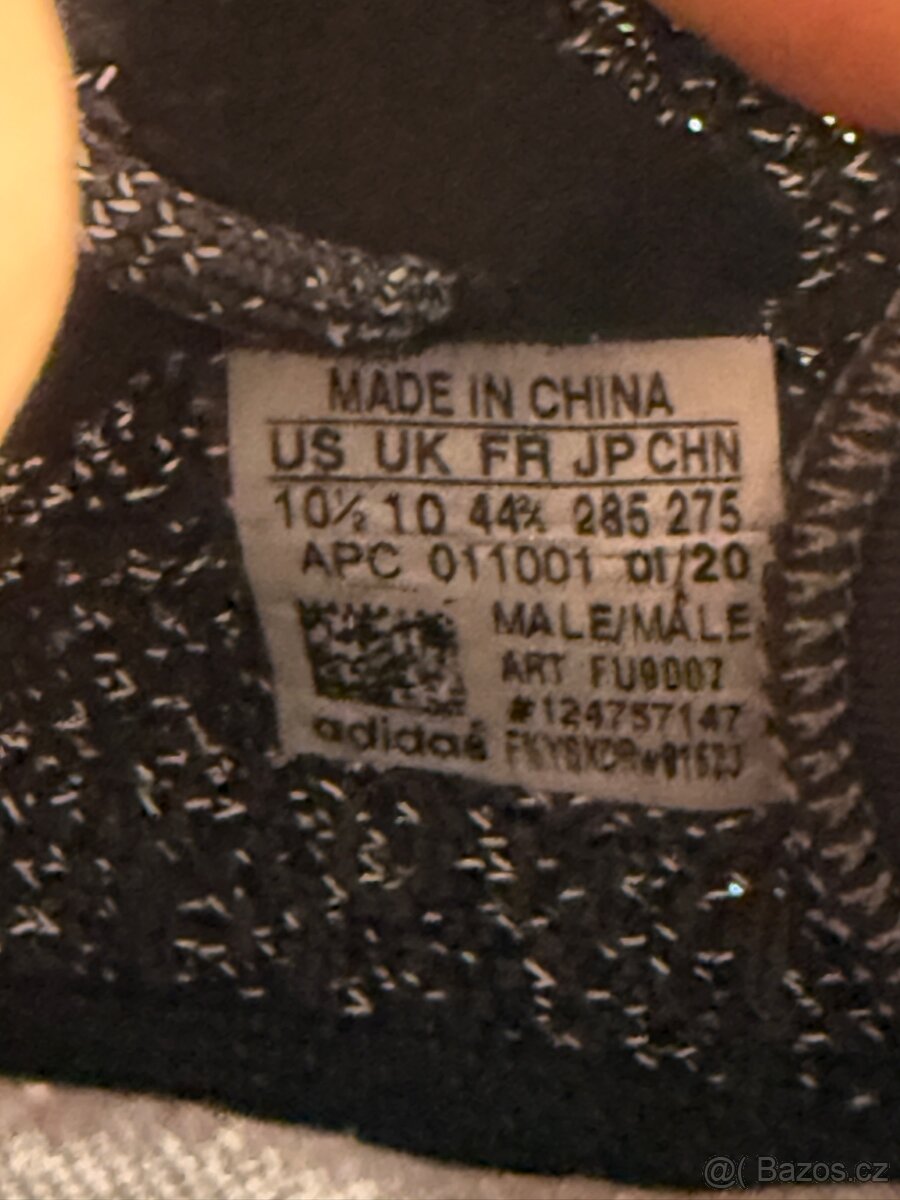 MADE IN CHINA
US UK FR JP CHN
10½ 10 44⅔ 285 275
APC 011001 01/20
MALE/MÂLE
ART FU9007
#124757147
adidas
@( Bazos.cz